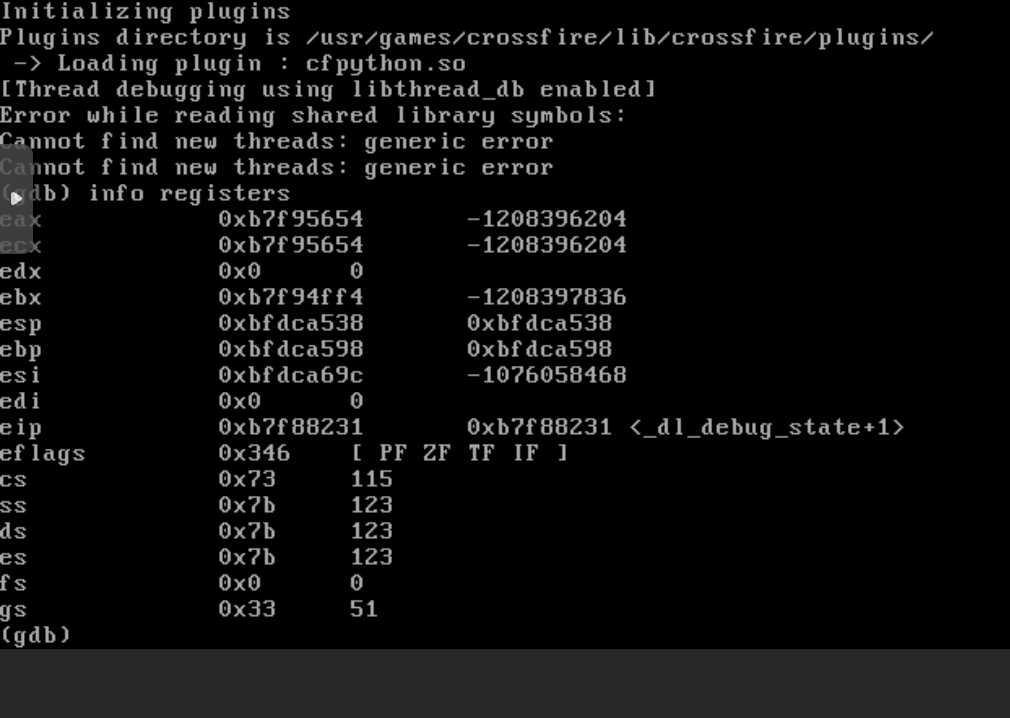 Initializing plugins
Plugins directory is /usr/games/crossfire/lib/crossfire/plugins/
 -> Loading plugin : cfpython.so
[Thread debugging using libthread_db enabled]
Error while reading shared library symbols:
Cannot find new threads: generic error
Cannot find new threads: generic error
(gdb) info registers
eax            0xb7f95654       -1208396204
ecx            0xb7f95654       -1208396204
edx            0x0      0
ebx            0xb7f94ff4       -1208397836
esp            0xbfdca538       0xbfdca538
ebp            0xbfdca598       0xbfdca598
esi            0xbfdca69c       -1076058468
edi            0x0      0
eip            0xb7f88231       0xb7f88231 <_dl_debug_state+1>
eflags         0x346    [ PF ZF TF IF ]
cs             0x73     115
ss             0x7b     123
ds             0x7b     123
es             0x7b     123
fs             0x0      0
gs             0x33     51
(gdb)